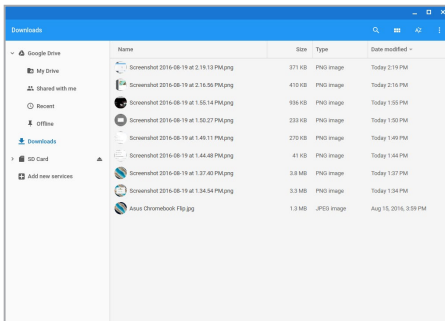 Downloads
Google Drive
My Drive
Shared with me
Recent
Offline
Downloads
SD Card
Add new services
Name Size Type Date modified
Screenshot 2016-08-19 at 2.19.13 PM.png 371 KB PNG image Today 2:19 PM
Screenshot 2016-08-19 at 2.16.56 PM.png 410 KB PNG image Today 2:16 PM
Screenshot 2016-08-19 at 1.55.14 PM.png 936 KB PNG image Today 1:55 PM
Screenshot 2016-08-19 at 1.50.27 PM.png 233 KB PNG image Today 1:50 PM
Screenshot 2016-08-19 at 1.49.11 PM.png 270 KB PNG image Today 1:49 PM
Screenshot 2016-08-19 at 1.44.48 PM.png 41 KB PNG image Today 1:44 PM
Screenshot 2016-08-19 at 1.37.40 PM.png 3.8 MB PNG image Today 1:37 PM
Screenshot 2016-08-19 at 1.34.54 PM.png 3.3 MB PNG image Today 1:34 PM
Asus Chromebook Flip.jpg 1.3 MB JPEG image Aug 15, 2016, 3:59 PM